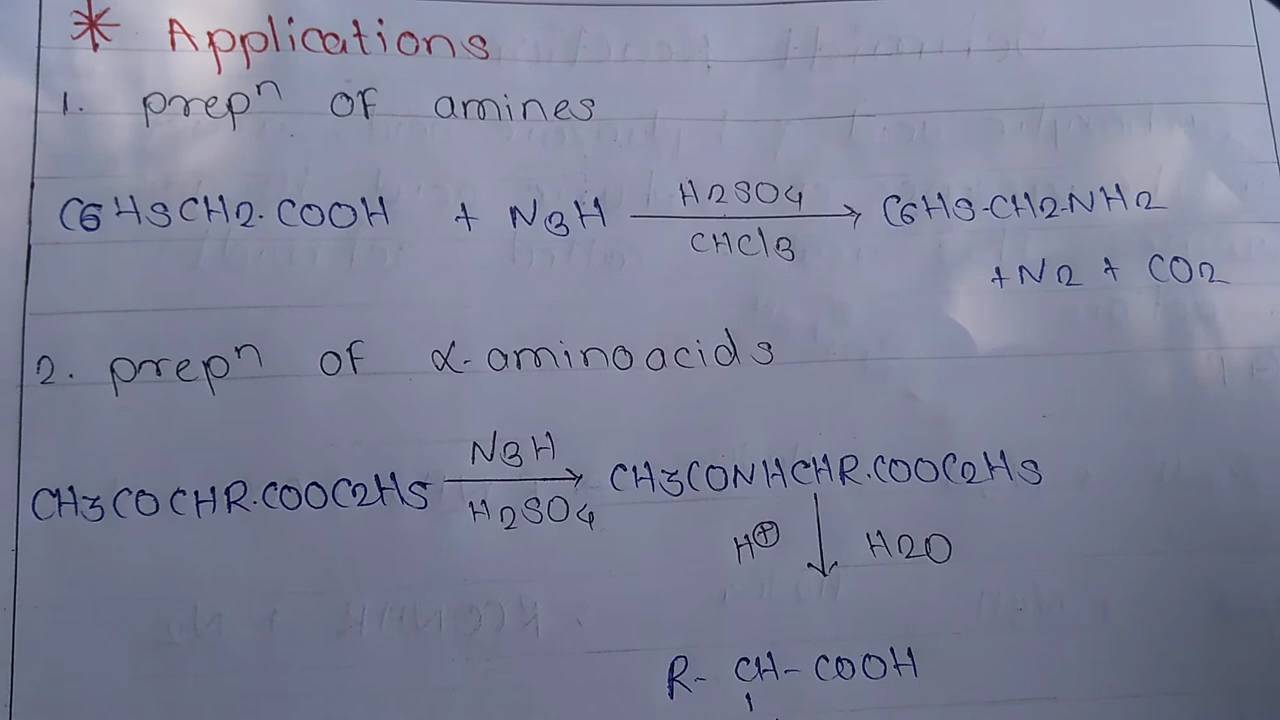 * Applications
1. prepⁿ of amines
C6H5CH2.COOH + N3H H2SO4 CHCl3 → C6H5-CH2-NH2
+N2 + CO2
2. prepⁿ of α-aminoacids
CH3COCHR.COOC2H5 N3H H2SO4 → CH3CONHCHR.COOC2H5
H⊕ ↓ H2O
R- CH- COOH